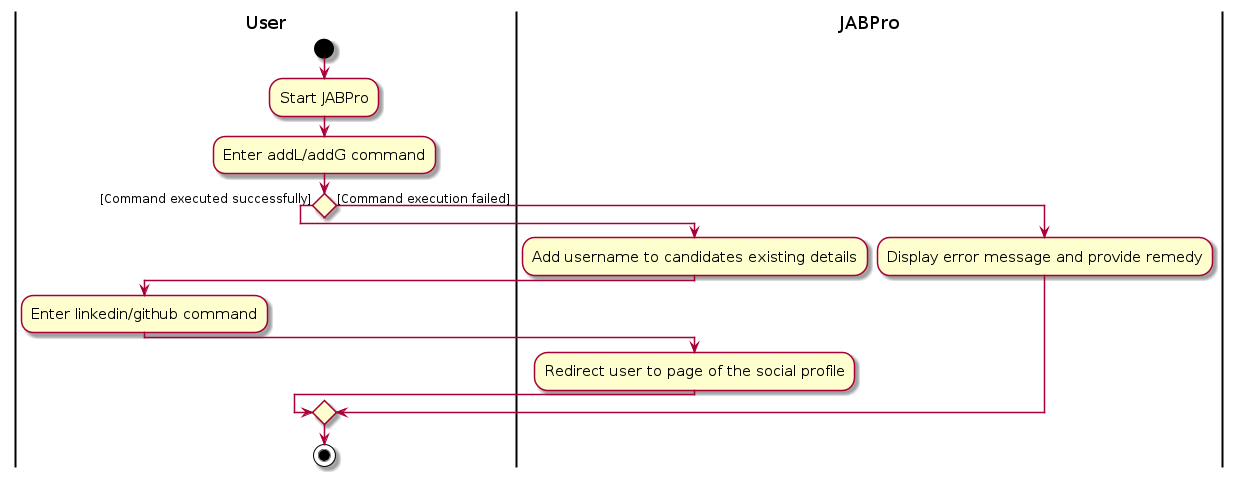 User
JABPro
Start JABPro
Enter addL/addG command
[Command executed successfully]
[Command execution failed]
Add username to candidates existing details
Display error message and provide remedy
Enter linkedin/github command
Redirect user to page of the social profile